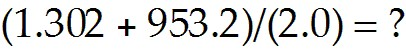 (1.302 + 953.2)/(2.0) = ?